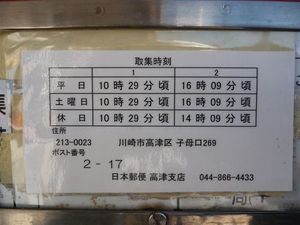 取集時刻
1 2
平日 10時29分頃 16時09分頃
土曜日 10時29分頃 16時09分頃
休日 10時29分頃 14時09分頃
住所
213-0023 川崎市高津区 子母口269
ポスト番号
2-17
日本郵便 高津支店 044-866-4433